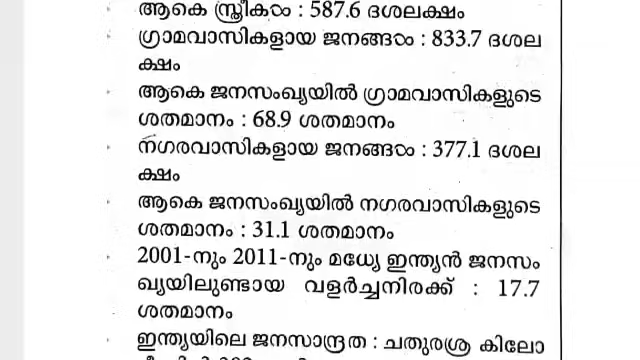 ആകെ സ്ത്രീകൾ : 587.6 ദശലക്ഷം
ഗ്രാമവാസികളായ ജനങ്ങൾ : 833.7 ദശല
ക്ഷം
ആകെ ജനസംഖ്യയിൽ ഗ്രാമവാസികളുടെ
ശതമാനം : 68.9 ശതമാനം
നഗരവാസികളായ ജനങ്ങൾ : 377.1 ദശല
ക്ഷം
ആകെ ജനസംഖ്യയിൽ നഗരവാസികളുടെ
ശതമാനം : 31.1 ശതമാനം
2001-നും 2011-നും മധ്യേ ഇന്ത്യൻ ജനസം
ഖ്യയിലുണ്ടായ വളർച്ചനിരക്ക് : 17.7
ശതമാനം
ഇന്ത്യയിലെ ജനസാന്ദ്രത : ചതുരശ്ര കിലോ